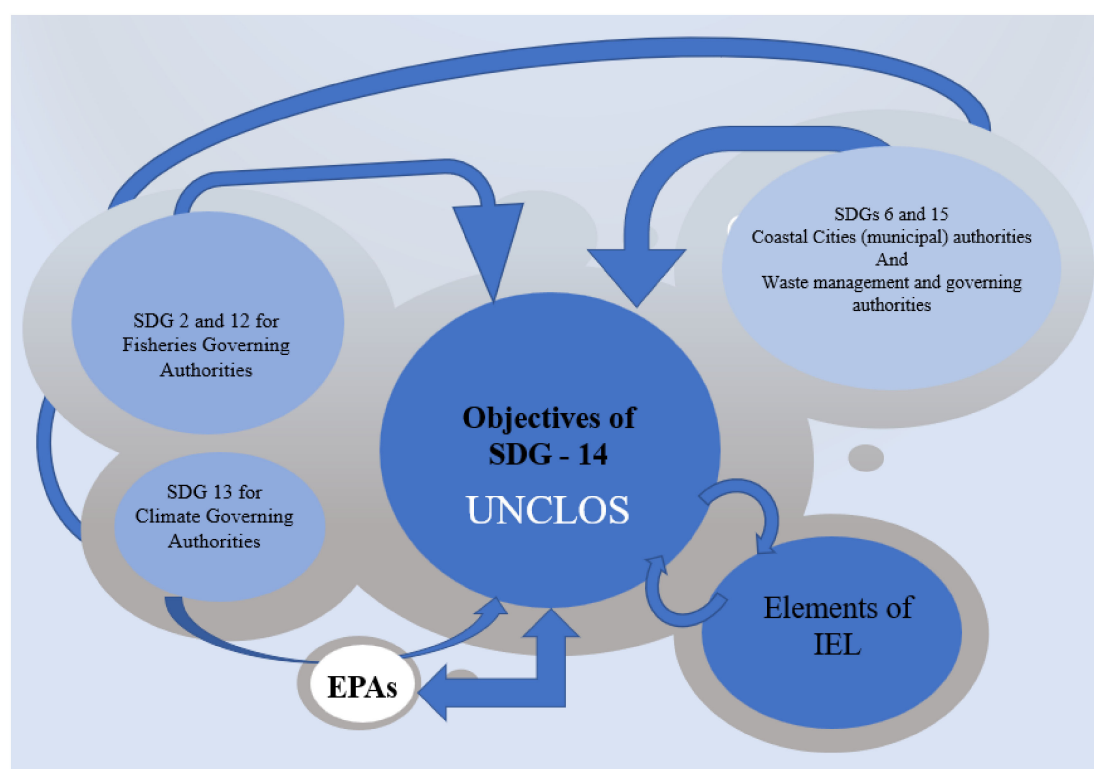 SDGs 6 and 15
Coastal Cities (municipal) authorities
And
Waste management and governing
authorities
SDG 2 and 12 for
Fisheries Governing
Authorities
Objectives of
SDG - 14
UNCLOS
SDG 13 for
Climate Governing
Authorities
Elements of
IEL
EPAs